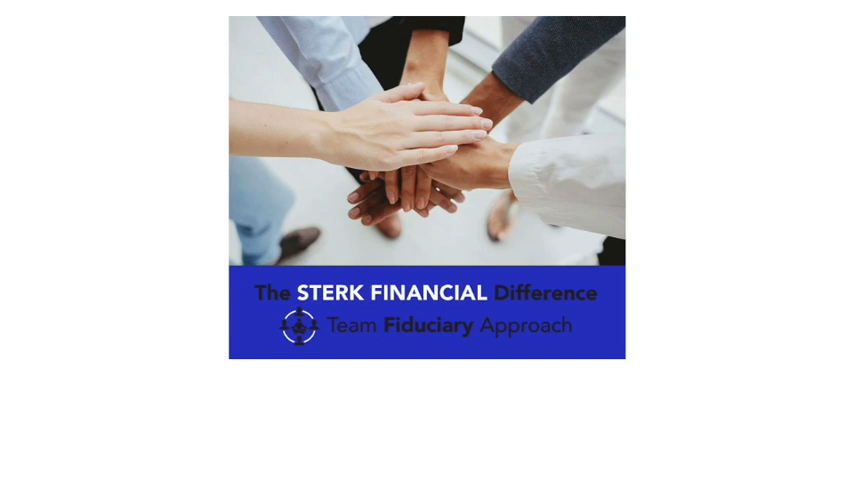 The STERK FINANCIAL Difference
Team Fiduciary Approach